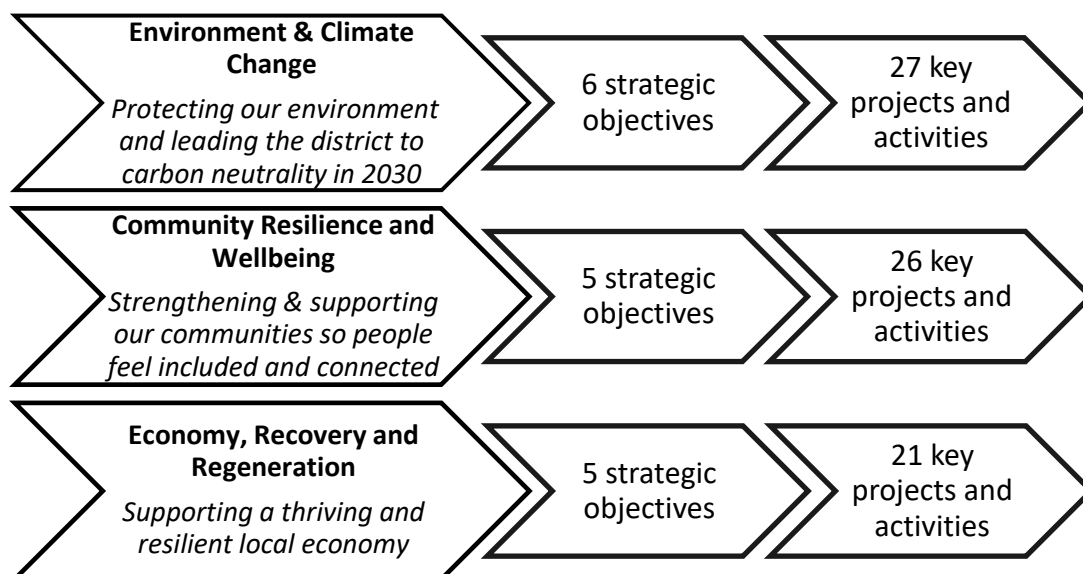 Environment & Climate
Change
Protecting our environment
and leading the district to
carbon neutrality in 2030
6 strategic
objectives
27 key
projects and
activities
Community Resilience and
Wellbeing
Strengthening & supporting
our communities so people
feel included and connected
5 strategic
objectives
26 key
projects and
activities
Economy, Recovery and
Regeneration
Supporting a thriving and
resilient local economy
5 strategic
objectives
21 key
projects and
activities